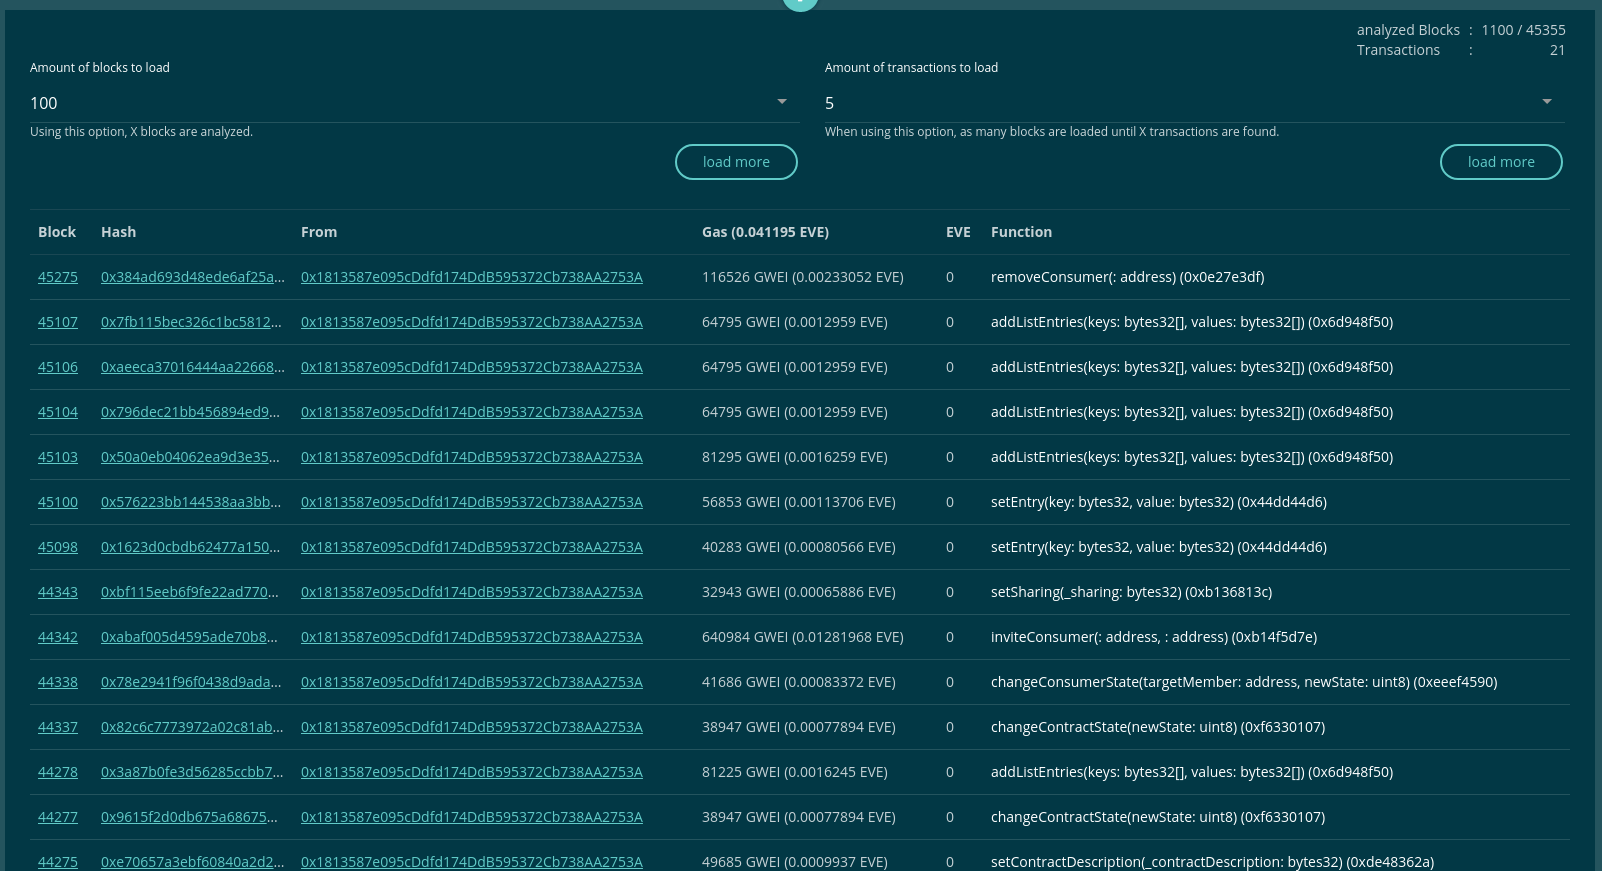 analyzed Blocks : 1100 / 45355
Transactions : 21
Amount of blocks to load Amount of transactions to load
100 5
Using this option, X blocks are analyzed. When using this option, as many blocks are loaded until X transactions are found.
load more load more
Block Hash From Gas (0.041195 EVE) EVE Function
45275 0x384ad693d48ede6af25a... 0x1813587e095cDdfd174DdB595372Cb738AA2753A 116526 GWEI (0.00233052 EVE) 0 removeConsumer(: address) (0x0e27e3df)
45107 0x7fb115bec326c1bc5812... 0x1813587e095cDdfd174DdB595372Cb738AA2753A 64795 GWEI (0.0012959 EVE) 0 addListEntries(keys: bytes32[], values: bytes32[]) (0x6d948f50)
45106 0xaeeca37016444aa22668... 0x1813587e095cDdfd174DdB595372Cb738AA2753A 64795 GWEI (0.0012959 EVE) 0 addListEntries(keys: bytes32[], values: bytes32[]) (0x6d948f50)
45104 0x796dec21bb456894ed9... 0x1813587e095cDdfd174DdB595372Cb738AA2753A 64795 GWEI (0.0012959 EVE) 0 addListEntries(keys: bytes32[], values: bytes32[]) (0x6d948f50)
45103 0x50a0eb04062ea9d3e35... 0x1813587e095cDdfd174DdB595372Cb738AA2753A 81295 GWEI (0.0016259 EVE) 0 addListEntries(keys: bytes32[], values: bytes32[]) (0x6d948f50)
45100 0x576223bb144538aa3bb... 0x1813587e095cDdfd174DdB595372Cb738AA2753A 56853 GWEI (0.00113706 EVE) 0 setEntry(key: bytes32, value: bytes32) (0x44dd44d6)
45098 0x1623d0cbdb62477a150... 0x1813587e095cDdfd174DdB595372Cb738AA2753A 40283 GWEI (0.00080566 EVE) 0 setEntry(key: bytes32, value: bytes32) (0x44dd44d6)
44343 0xbf115eeb6f9fe22ad770... 0x1813587e095cDdfd174DdB595372Cb738AA2753A 32943 GWEI (0.00065886 EVE) 0 setSharing(_sharing: bytes32) (0xb136813c)
44342 0xabaf005d4595ade70b8... 0x1813587e095cDdfd174DdB595372Cb738AA2753A 640984 GWEI (0.01281968 EVE) 0 inviteConsumer(: address, : address) (0xb14f5d7e)
44338 0x78e2941f96f0438d9ada... 0x1813587e095cDdfd174DdB595372Cb738AA2753A 41686 GWEI (0.00083372 EVE) 0 changeConsumerState(targetMember: address, newState: uint8) (0xeeef4590)
44337 0x82c6c7773972a02c81ab... 0x1813587e095cDdfd174DdB595372Cb738AA2753A 38947 GWEI (0.00077894 EVE) 0 changeContractState(newState: uint8) (0xf6330107)
44278 0x3a87b0fe3d56285ccbb7... 0x1813587e095cDdfd174DdB595372Cb738AA2753A 81225 GWEI (0.0016245 EVE) 0 addListEntries(keys: bytes32[], values: bytes32[]) (0x6d948f50)
44277 0x9615f2d0db675a68675... 0x1813587e095cDdfd174DdB595372Cb738AA2753A 38947 GWEI (0.00077894 EVE) 0 changeContractState(newState: uint8) (0xf6330107)
44275 0xe70657a3ebf60840a2d2... 0x1813587e095cDdfd174DdB595372Cb738AA2753A 49685 GWEI (0.0009937 EVE) 0 setContractDescription(_contractDescription: bytes32) (0xde48362a)